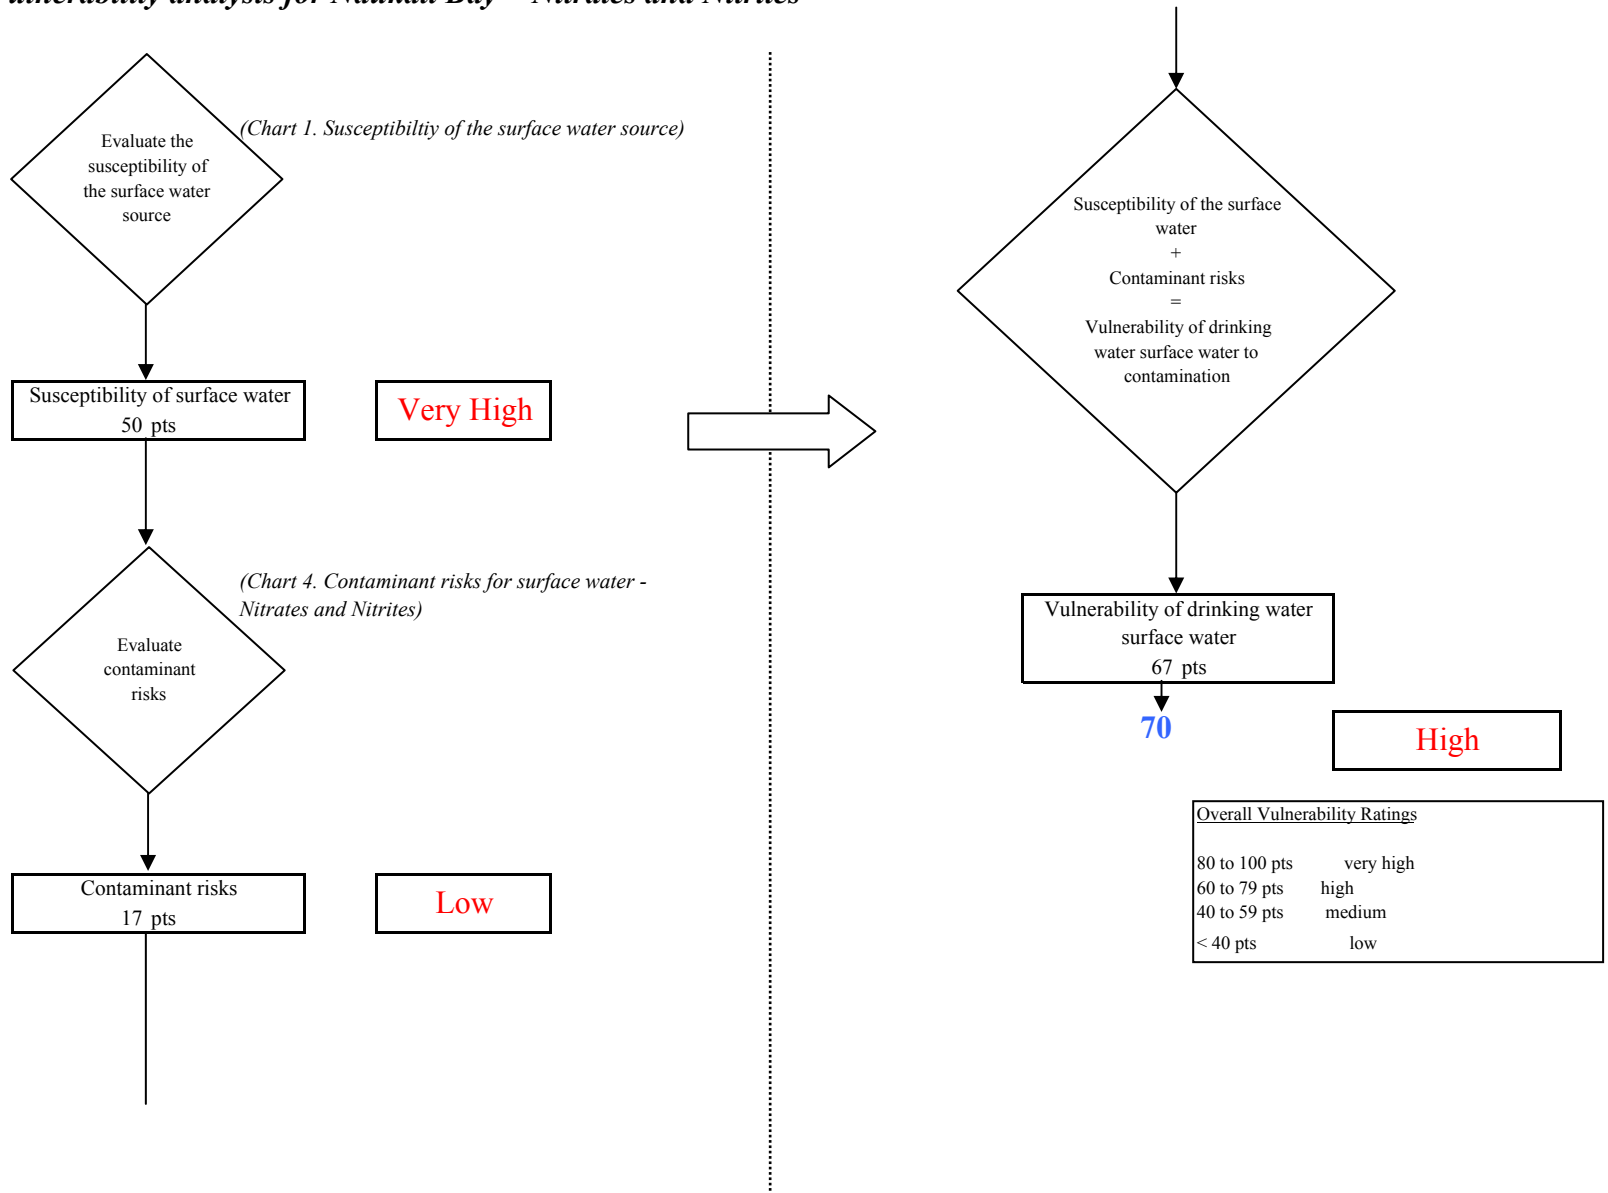 Evaluate the
susceptibility of
the surface water
source
(Chart 1. Susceptibiltiy of the surface water source)
Susceptibility of surface water
50 pts
Very High
(Chart 4. Contaminant risks for surface water -
Nitrates and Nitrites)
Evaluate
contaminant
risks
Contaminant risks
17 pts
Low
Susceptibility of the surface
water
+
Contaminant risks
=
Vulnerability of drinking
water surface water to
contamination
Vulnerability of drinking water
surface water
67 pts
70
High
Overall Vulnerability Ratings
80 to 100 pts very high
60 to 79 pts high
40 to 59 pts medium
< 40 pts low